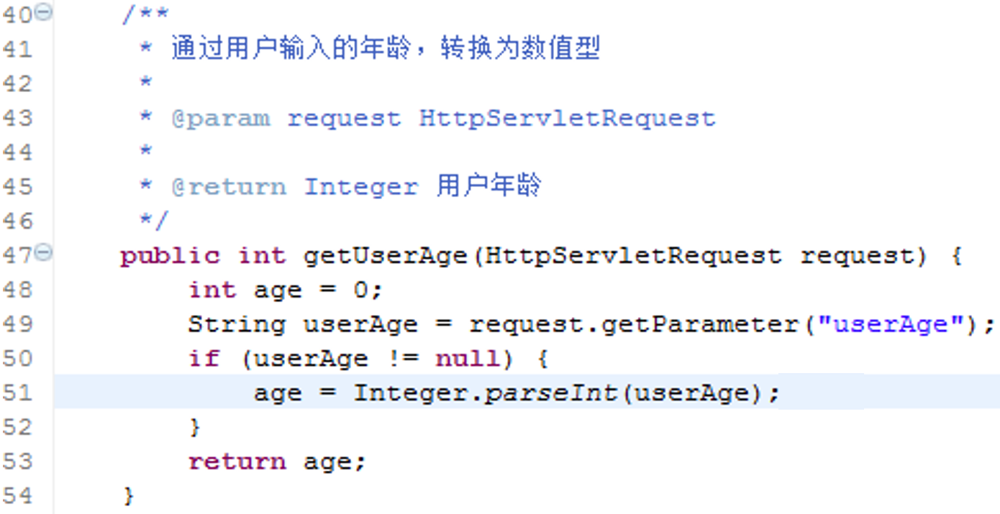 40 /**
41 * 通过用户输入的年龄，转换为数值型
42 *
43 * @param request HttpServletRequest
44 *
45 * @return Integer 用户年龄
46 */
47 public int getUserAge(HttpServletRequest request) {
48 int age = 0;
49 String userAge = request.getParameter("userAge");
50 if (userAge != null) {
51 age = Integer.parseInt(userAge);
52 }
53 return age;
54 }